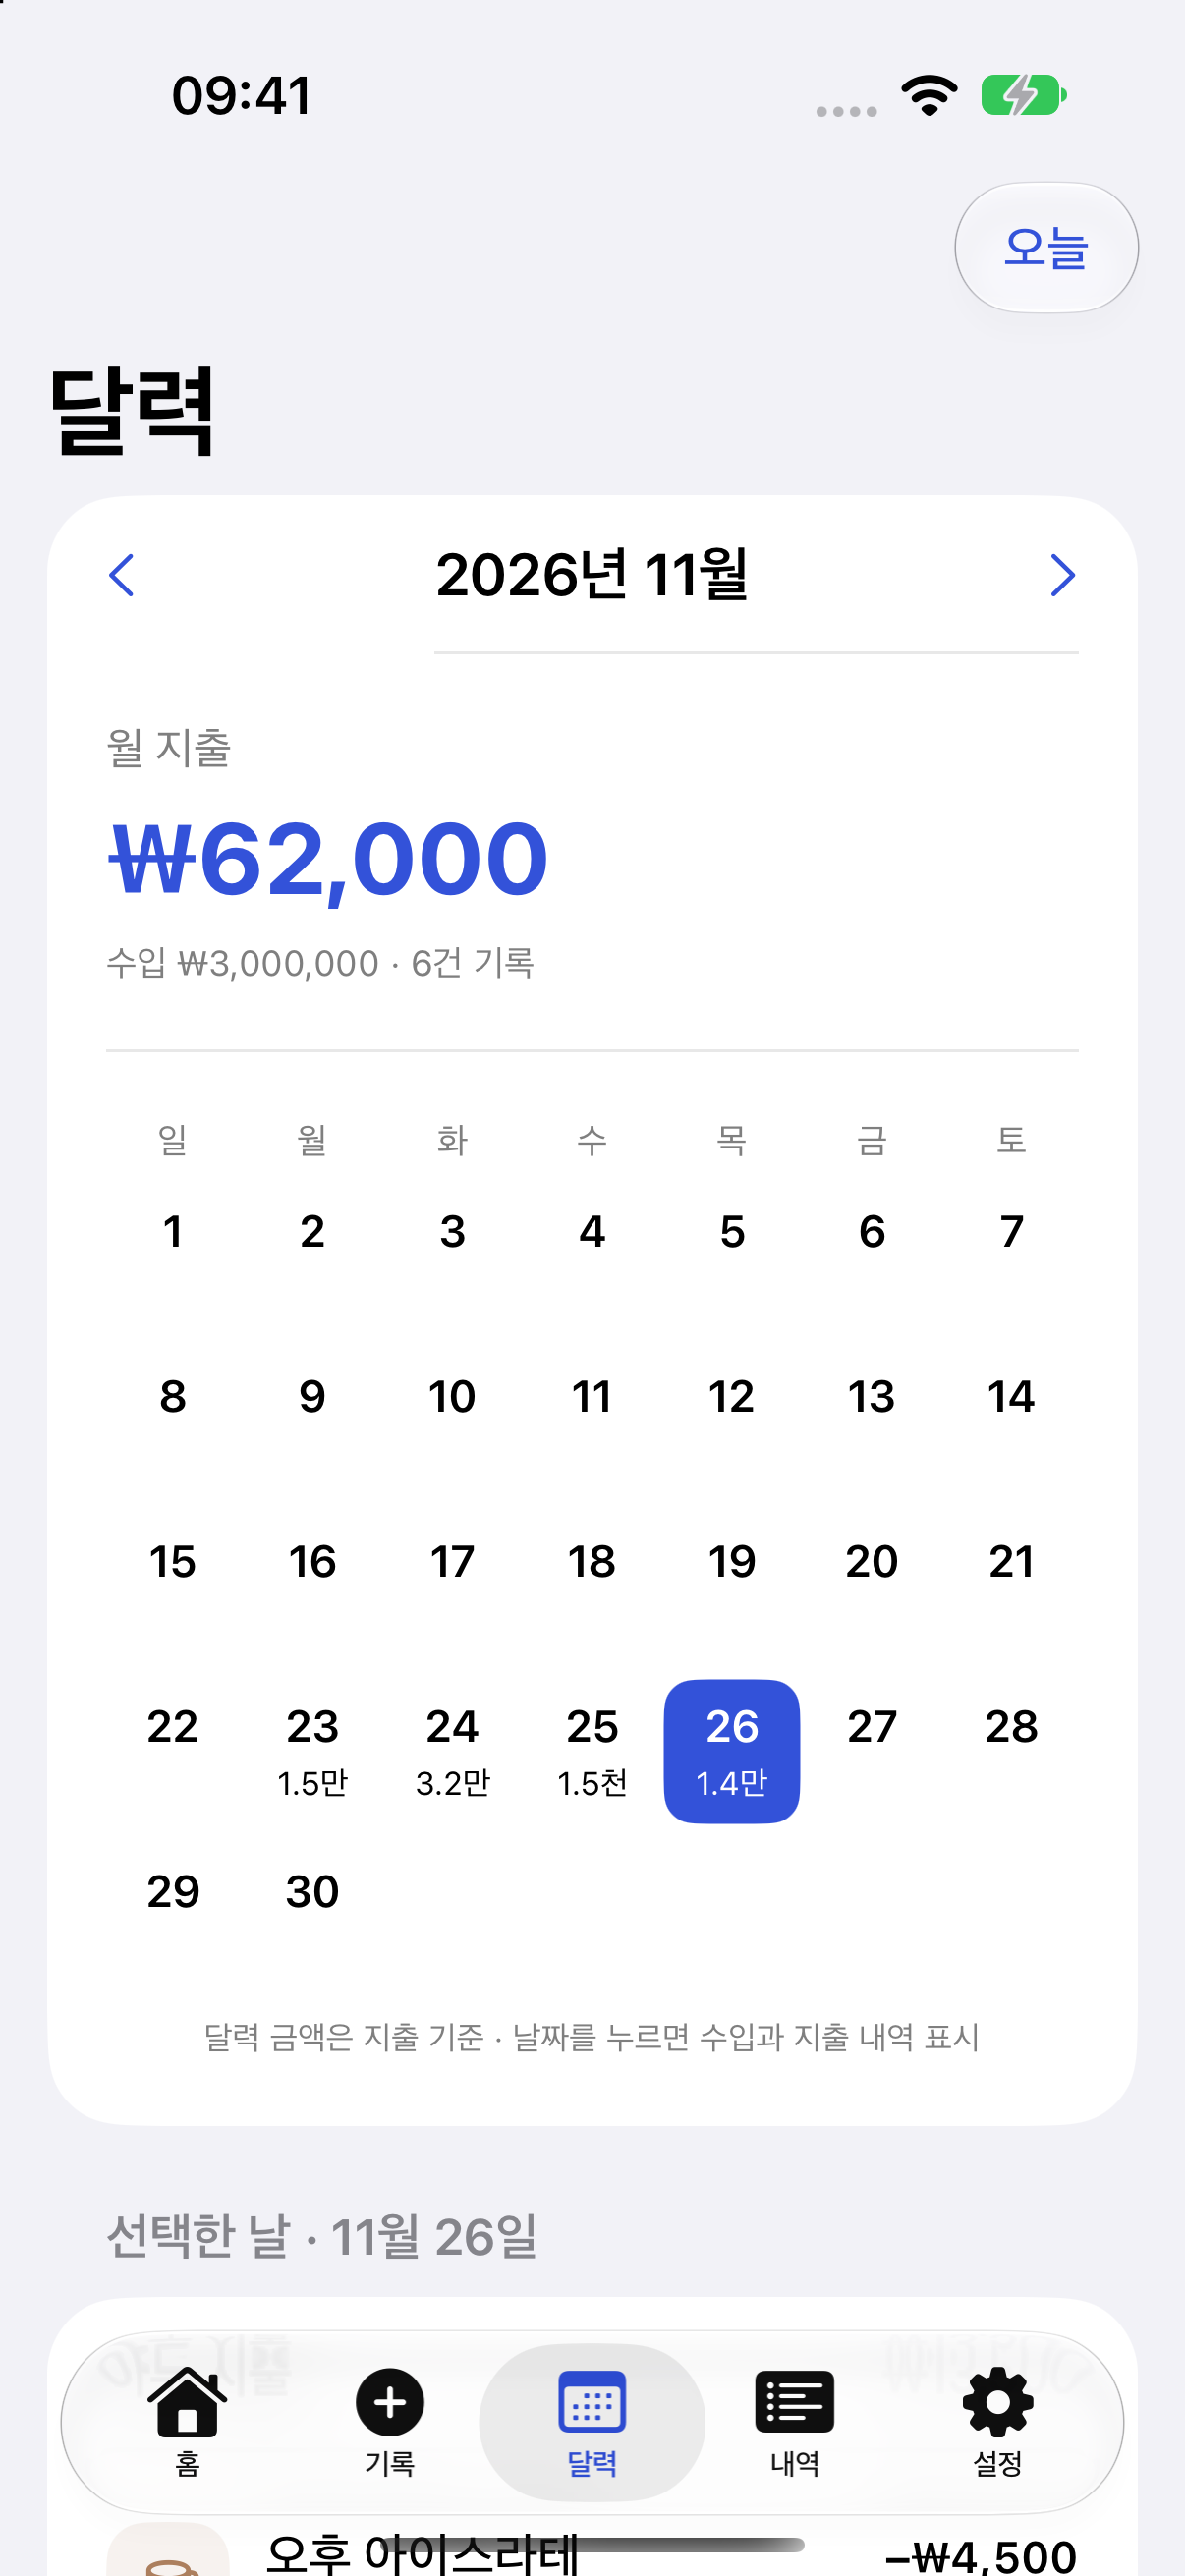 09:41
오늘
달력
2026년 11월
월 지출
₩62,000
수입 ₩3,000,000 · 6건 기록
일 월 화 수 목 금 토
1 2 3 4 5 6 7
8 9 10 11 12 13 14
15 16 17 18 19 20 21
22 23 24 25 26 27 28
1.5만 3.2만 1.5천 1.4만
29 30
달력 금액은 지출 기준 · 날짜를 누르면 수입과 지출 내역 표시
선택한 날 · 11월 26일
홈 기록 달력 내역 설정
오후 아이스라테 −₩4,500